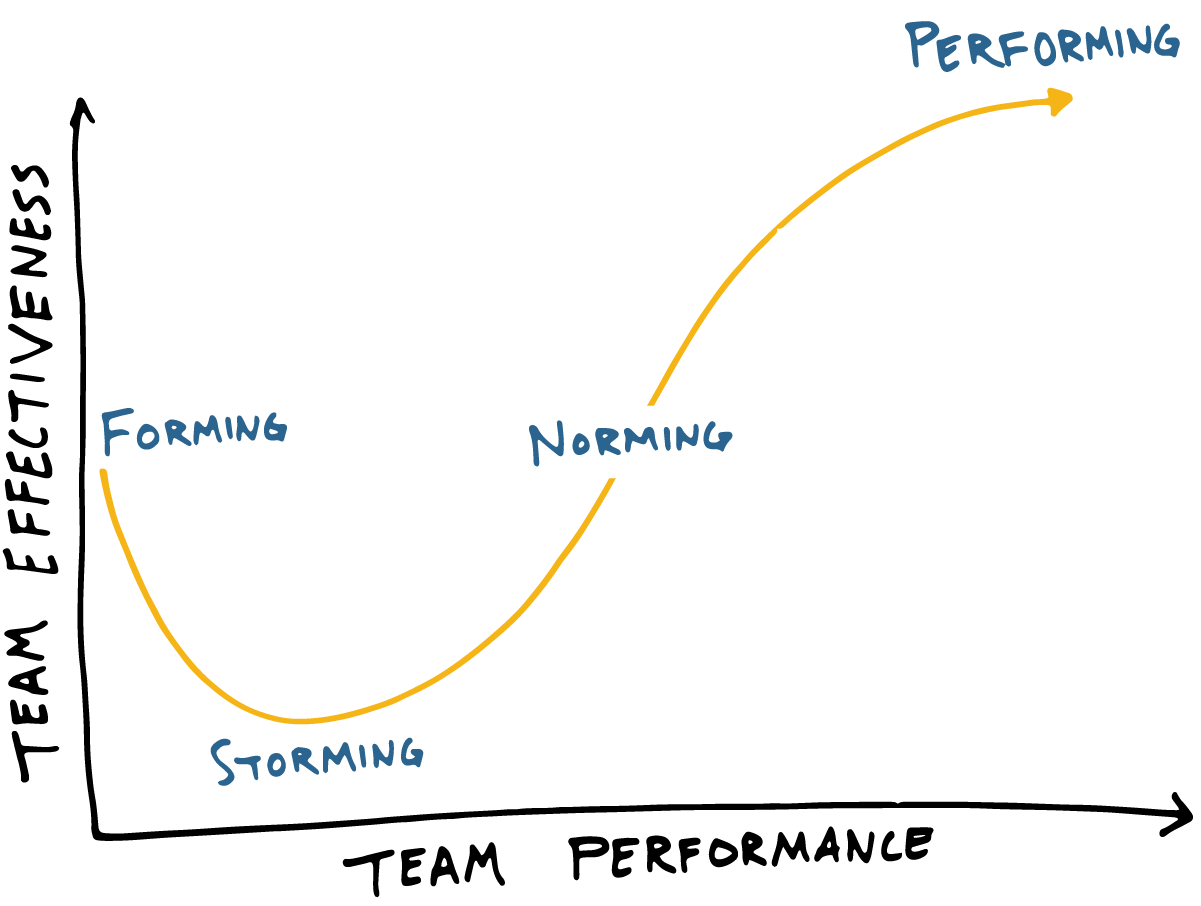 PERFORMING
TEAM EFFECTIVENESS
FORMING
NORMING
STORMING
TEAM PERFORMANCE